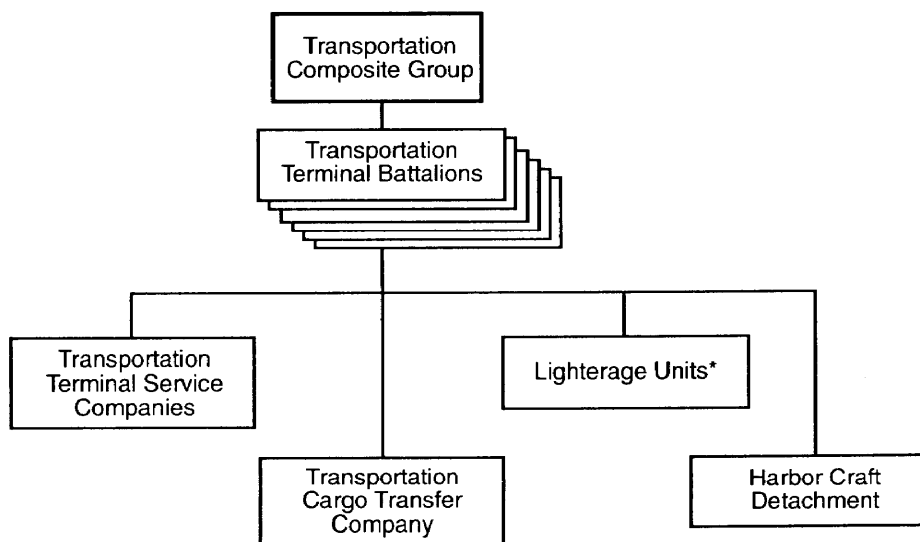 Transportation
Composite Group
Transportation
Terminal Battalions
Transportation
Terminal Service
Companies
Lighterage Units*
Transportation
Cargo Transfer
Company
Harbor Craft
Detachment